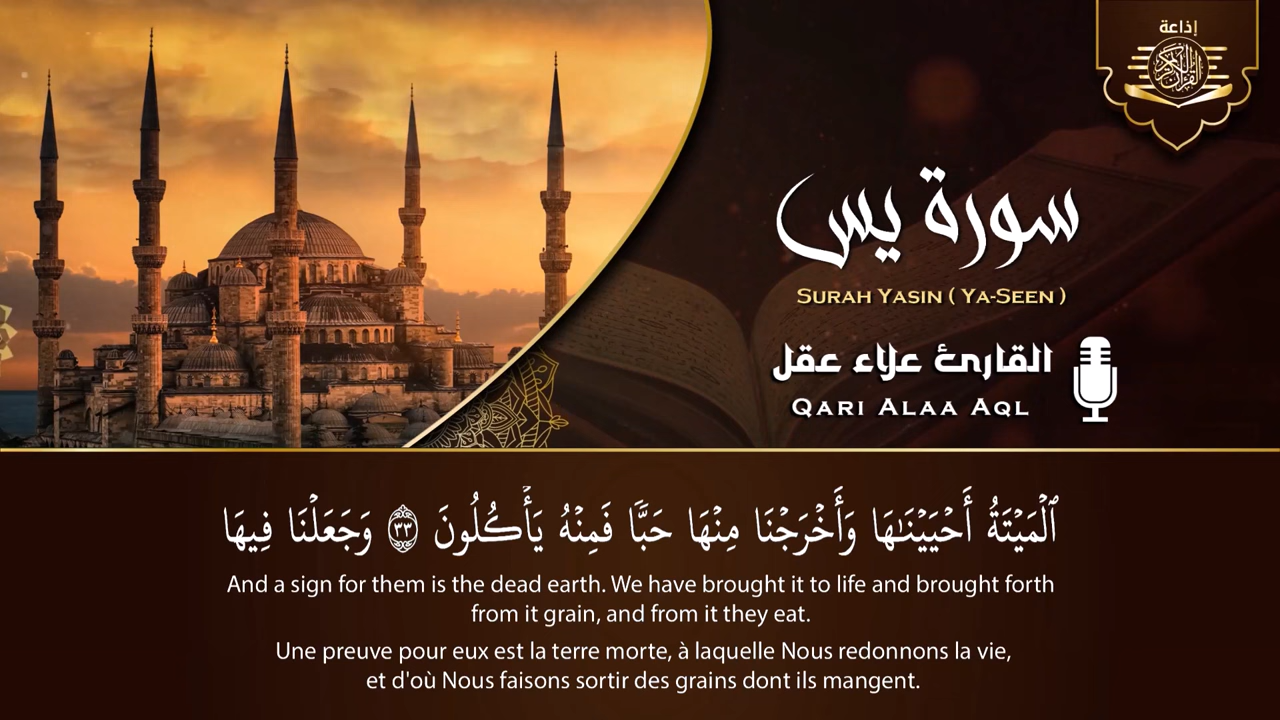 إذاعة
القرآن الكريم
سورة يس
SURAH YASIN ( YA-SEEN )
القارئ علاء عقل
QARI ALAA AQL
ٱلْمَيْتَةُ أَحْيَيْنَـٰهَا وَأَخْرَجْنَا مِنْهَا حَبًّا فَمِنْهُ يَأْكُلُونَ ٣٣ وَجَعَلْنَا فِيهَا
And a sign for them is the dead earth. We have brought it to life and brought forth
from it grain, and from it they eat.
Une preuve pour eux est la terre morte, à laquelle Nous redonnons la vie,
et d'où Nous faisons sortir des grains dont ils mangent.